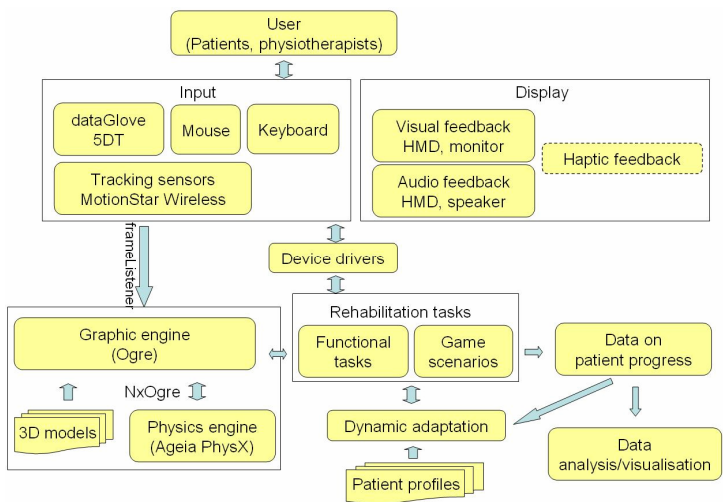 User
(Patients, physiotherapists)
Input
dataGlove
5DT
Mouse
Keyboard
Tracking sensors
MotionStar Wireless
Display
Visual feedback
HMD, monitor
Haptic feedback
Audio feedback
HMD, speaker
frameListener
Device drivers
Graphic engine
(Ogre)
NxOgre
3D models
Physics engine
(Ageia PhysX)
Rehabilitation tasks
Functional
tasks
Game
scenarios
Data on
patient progress
Dynamic adaptation
Patient profiles
Data
analysis/visualisation